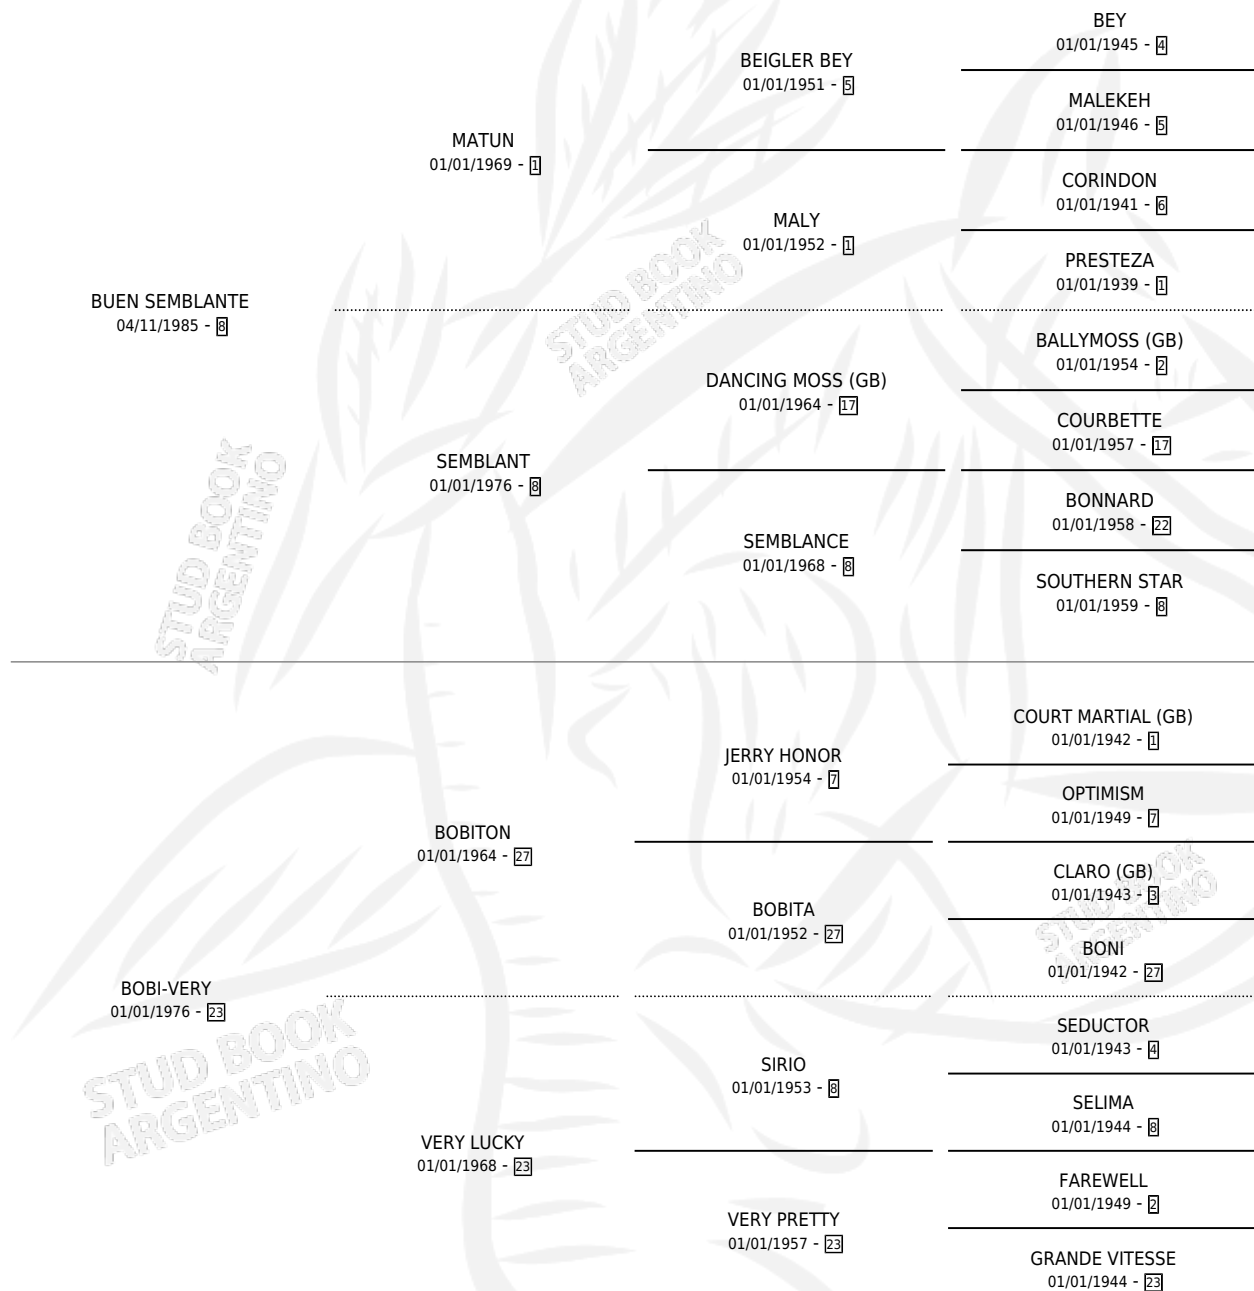 BUEN SEMBLANTE
04/11/1985 - 8
MATUN
01/01/1969 - 1
SEMBLANT
01/01/1976 - 8
BEIGLER BEY
01/01/1951 - 5
MALY
01/01/1952 - 1
DANCING MOSS (GB)
01/01/1964 - 17
SEMBLANCE
01/01/1968 - 8
BEY
01/01/1945 - 4
MALEKEH
01/01/1946 - 5
CORINDON
01/01/1941 - 6
PRESTEZA
01/01/1939 - 1
BALLYMOSS (GB)
01/01/1954 - 2
COURBETTE
01/01/1957 - 17
BONNARD
01/01/1958 - 22
SOUTHERN STAR
01/01/1959 - 8
BOBI-VERY
01/01/1976 - 23
BOBITON
01/01/1964 - 27
VERY LUCKY
01/01/1968 - 23
JERRY HONOR
01/01/1954 - 7
BOBITA
01/01/1952 - 27
SIRIO
01/01/1953 - 8
VERY PRETTY
01/01/1957 - 23
COURT MARTIAL (GB)
01/01/1942 - 1
OPTIMISM
01/01/1949 - 7
CLARO (GB)
01/01/1943 - 3
BONI
01/01/1942 - 27
SEDUCTOR
01/01/1943 - 4
SELIMA
01/01/1944 - 8
FAREWELL
01/01/1949 - 2
GRANDE VITESSE
01/01/1944 - 23
STUD BOOK
ARGENTINO
STUD BOOK
ARGENTINO
STUD BOOK
ARGENTINO
STUD BOOK
ARGENTINO